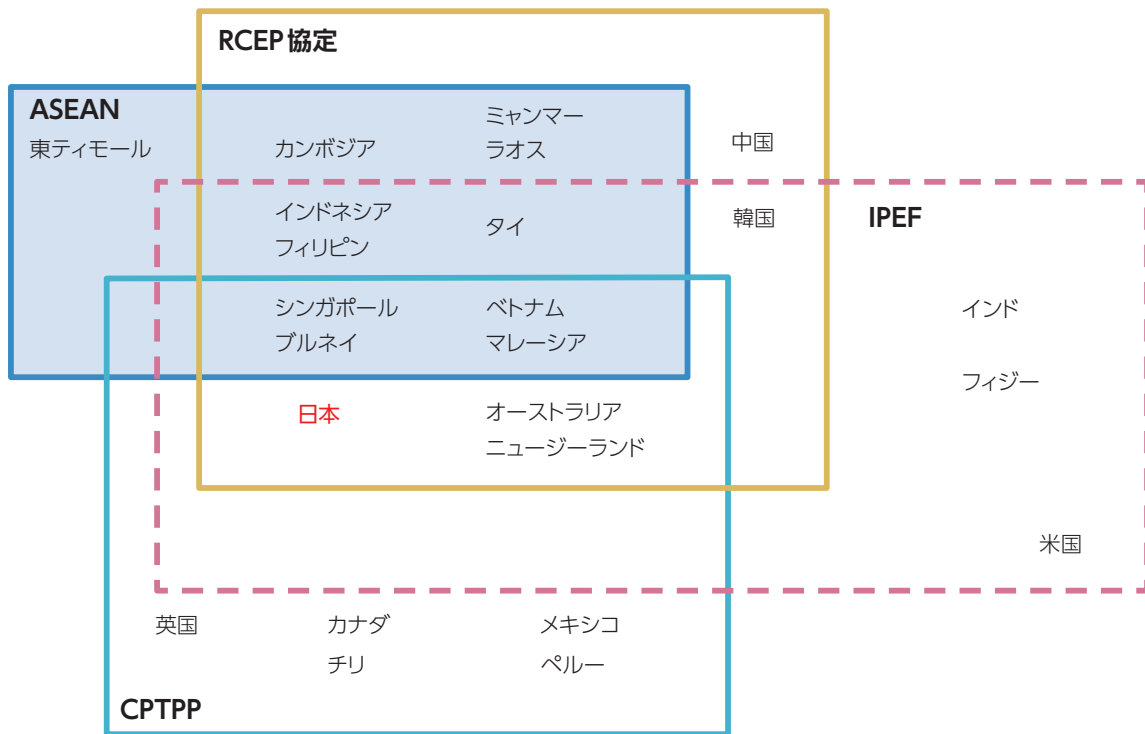 RCEP協定
ASEAN
東ティモール
カンボジア
ミャンマー
ラオス
中国
インドネシア
フィリピン
タイ
韓国
IPEF
シンガポール
ブルネイ
ベトナム
マレーシア
インド
フィジー
日本
オーストラリア
ニュージーランド
米国
英国
カナダ
メキシコ
チリ
ペルー
CPTPP